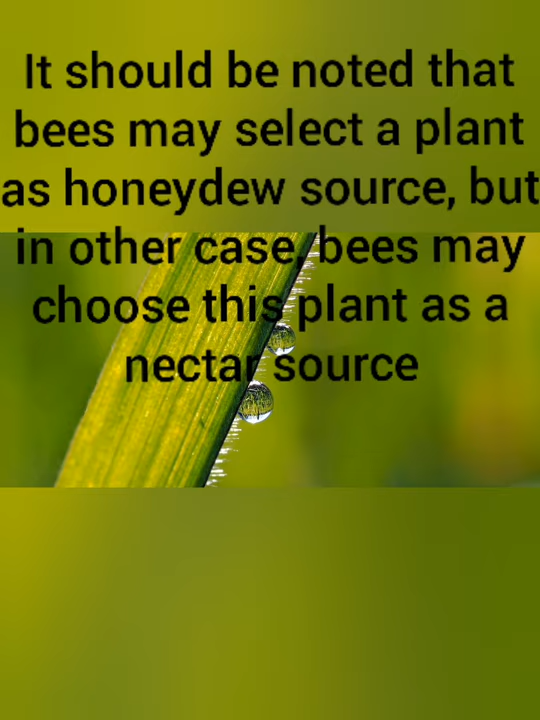 It should be noted that
bees may select a plant
as honeydew source, but
in other case, bees may
choose this plant as a
nectar source